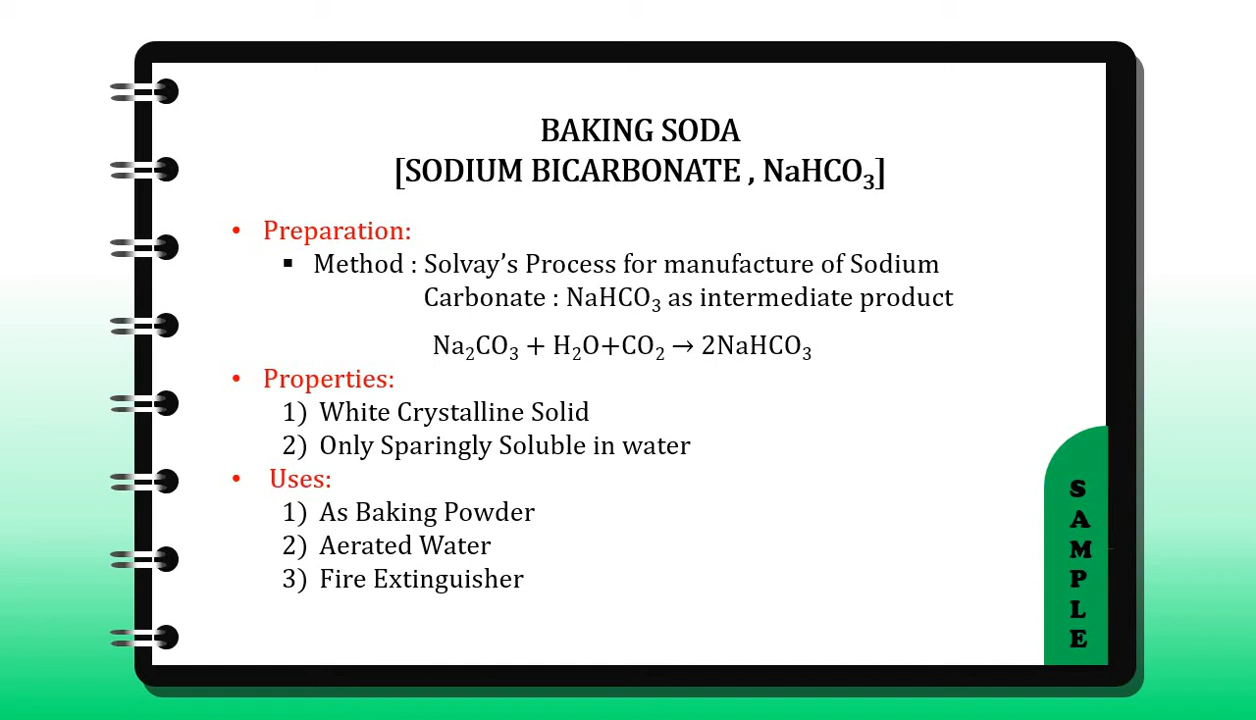 BAKING SODA
[SODIUM BICARBONATE , NaHCO₃]
• Preparation:
▪ Method : Solvay’s Process for manufacture of Sodium
Carbonate : NaHCO₃ as intermediate product
Na₂CO₃ + H₂O+CO₂ → 2NaHCO₃
• Properties:
1) White Crystalline Solid
2) Only Sparingly Soluble in water
• Uses:
1) As Baking Powder
2) Aerated Water
3) Fire Extinguisher
SAMPLE